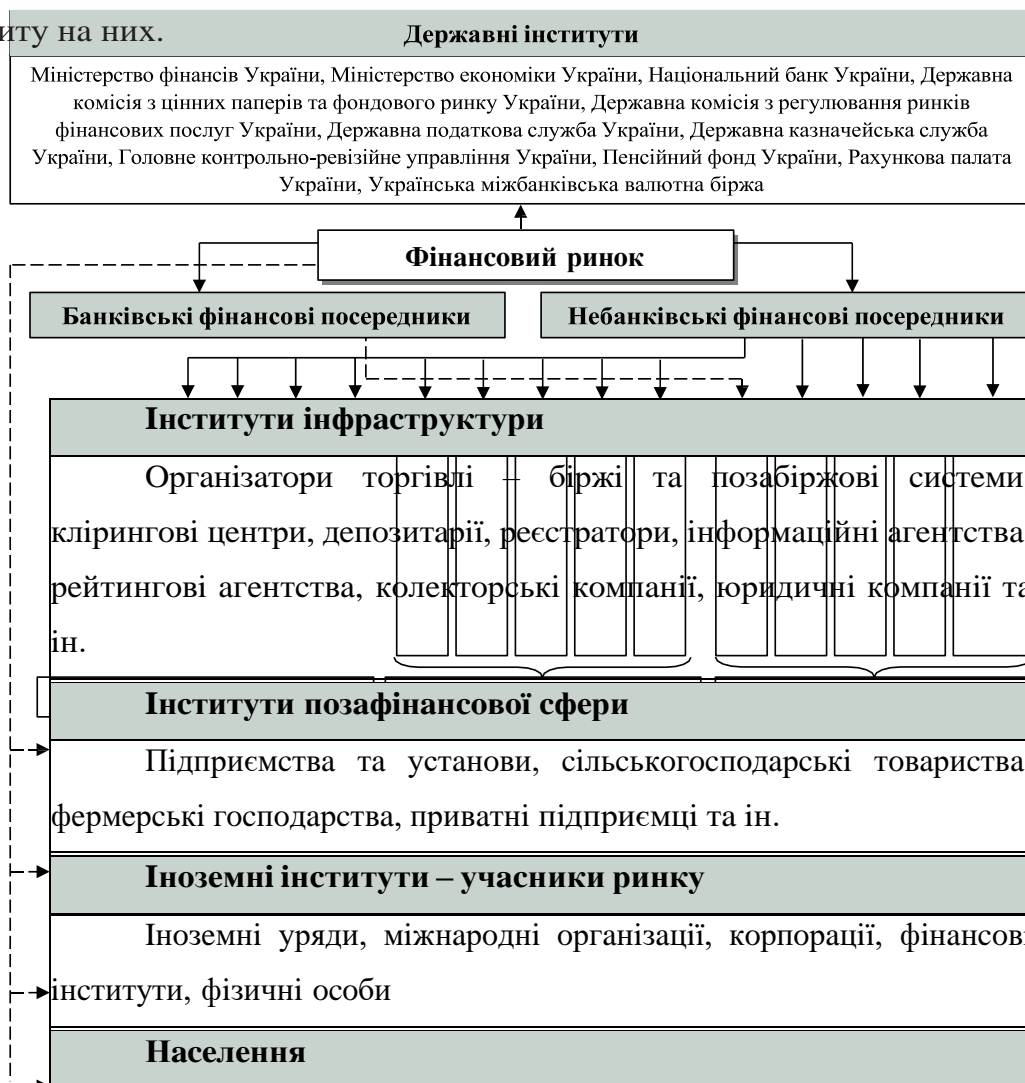 иту на них.
Державні інститути
Міністерство фінансів України, Міністерство економіки України, Національний банк України, Державна
комісія з цінних паперів та фондового ринку України, Державна комісія з регулювання ринків
фінансових послуг України, Державна податкова служба України, Державна казначейська служба
України, Головне контрольно-ревізійне управління України, Пенсійний фонд України, Рахункова палата
України, Українська міжбанківська валютна біржа
Фінансовий ринок
Банківські фінансові посередники
Небанківські фінансові посередники
Інститути інфраструктури
Організатори торгівлі – біржі та позабіржові системи
клірингові центри, депозитарії, реєстратори, інформаційні агентства
рейтингові агентства, колекторські компанії, юридичні компанії та
ін.
Інститути позафінансової сфери
Підприємства та установи, сільськогосподарські товариства
фермерські господарства, приватні підприємці та ін.
Іноземні інститути – учасники ринку
Іноземні уряди, міжнародні організації, корпорації, фінансові
інститути, фізичні особи
Населення